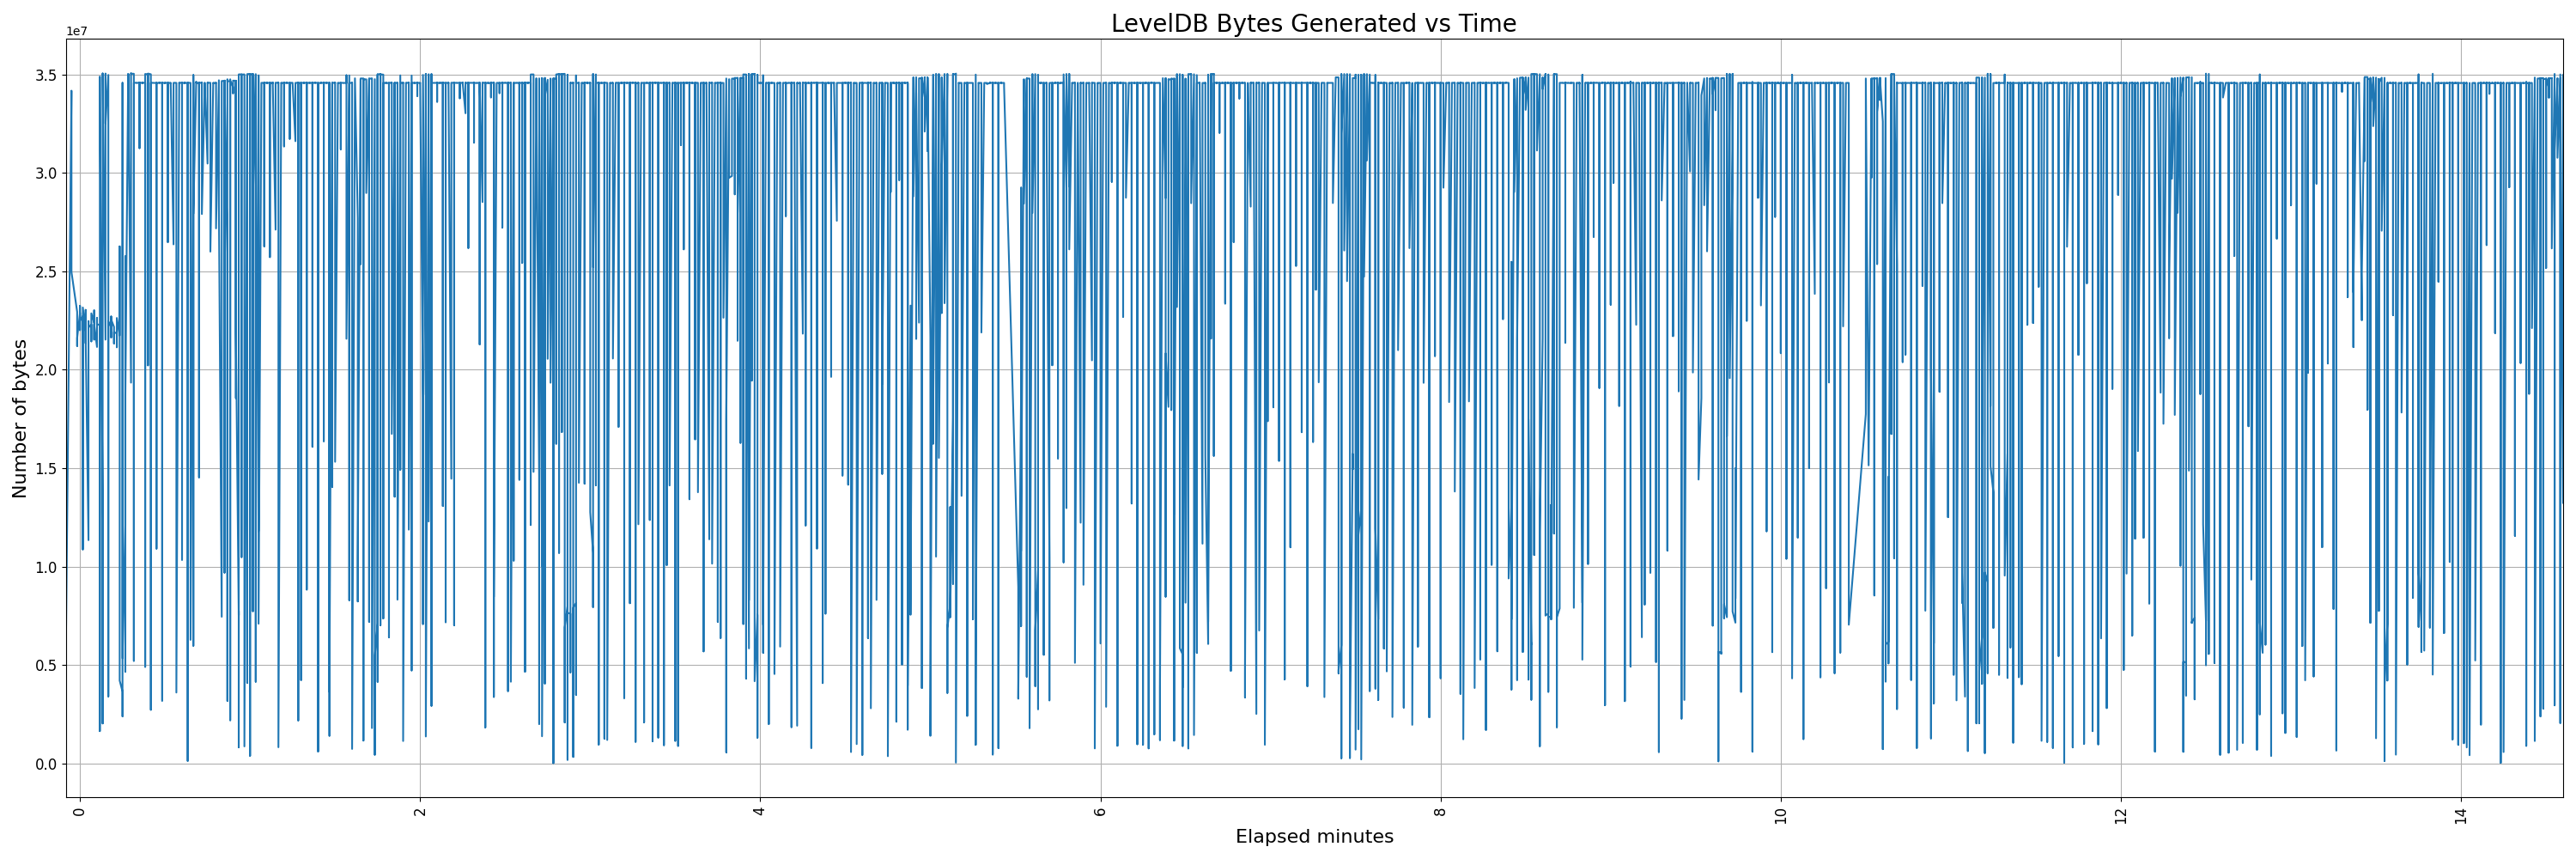 LevelDB Bytes Generated vs Time
1e7
3.5
3.0
2.5
2.0
1.5
1.0
0.5
0.0
Number of bytes
0 2 4 6 8 10 12 14
Elapsed minutes